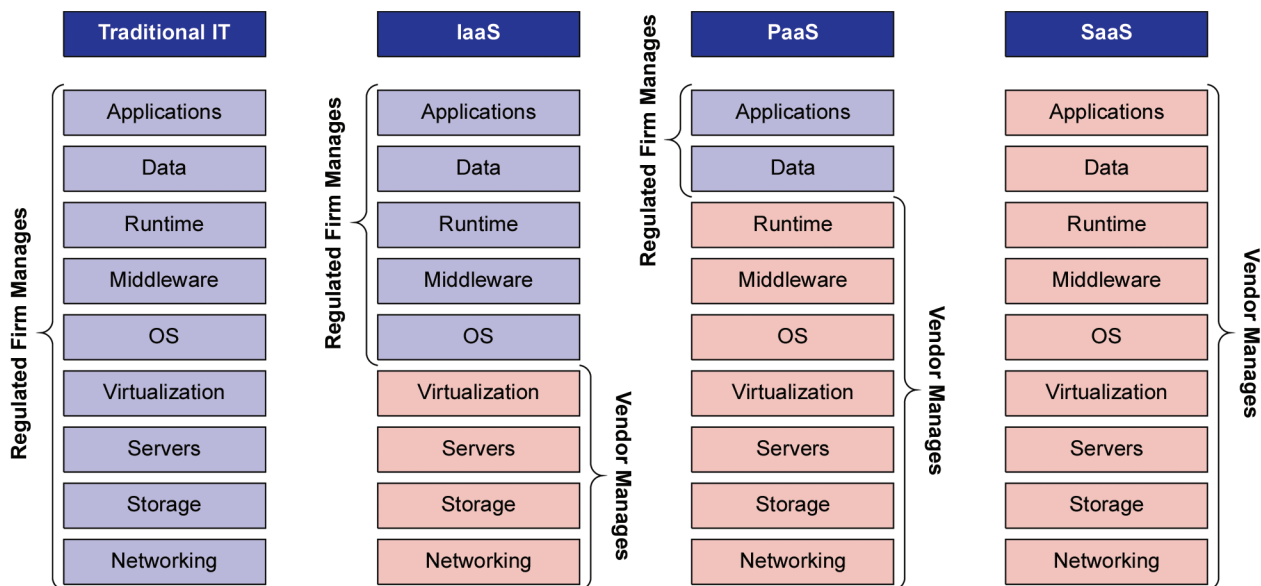 Traditional IT
IaaS
PaaS
SaaS
Regulated Firm Manages
Applications
Data
Runtime
Middleware
OS
Virtualization
Servers
Storage
Networking
Regulated Firm Manages
Applications
Data
Runtime
Middleware
OS
Virtualization
Servers
Storage
Networking
Vendor Manages
Regulated Firm Manages
Applications
Data
Runtime
Middleware
OS
Virtualization
Servers
Storage
Networking
Vendor Manages
Applications
Data
Runtime
Middleware
OS
Virtualization
Servers
Storage
Networking
Vendor Manages